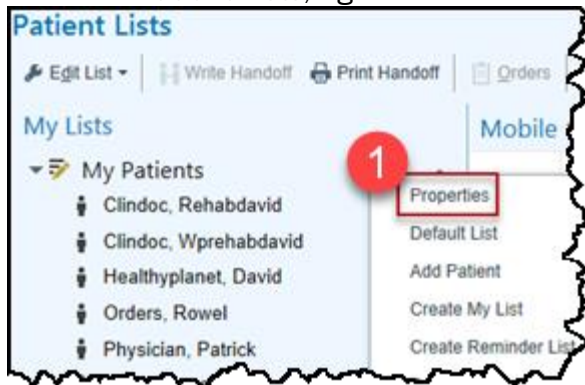 Patient Lists
Edit List Write Handoff Print Handoff Orders
My Lists
Mobile
My Patients
1
Clindoc, Rehabdavid
Clindoc, Wprehabdavid
Healthyplanet, David
Orders, Rowel
Physician, Patrick
Properties
Default List
Add Patient
Create My List
Create Reminder List